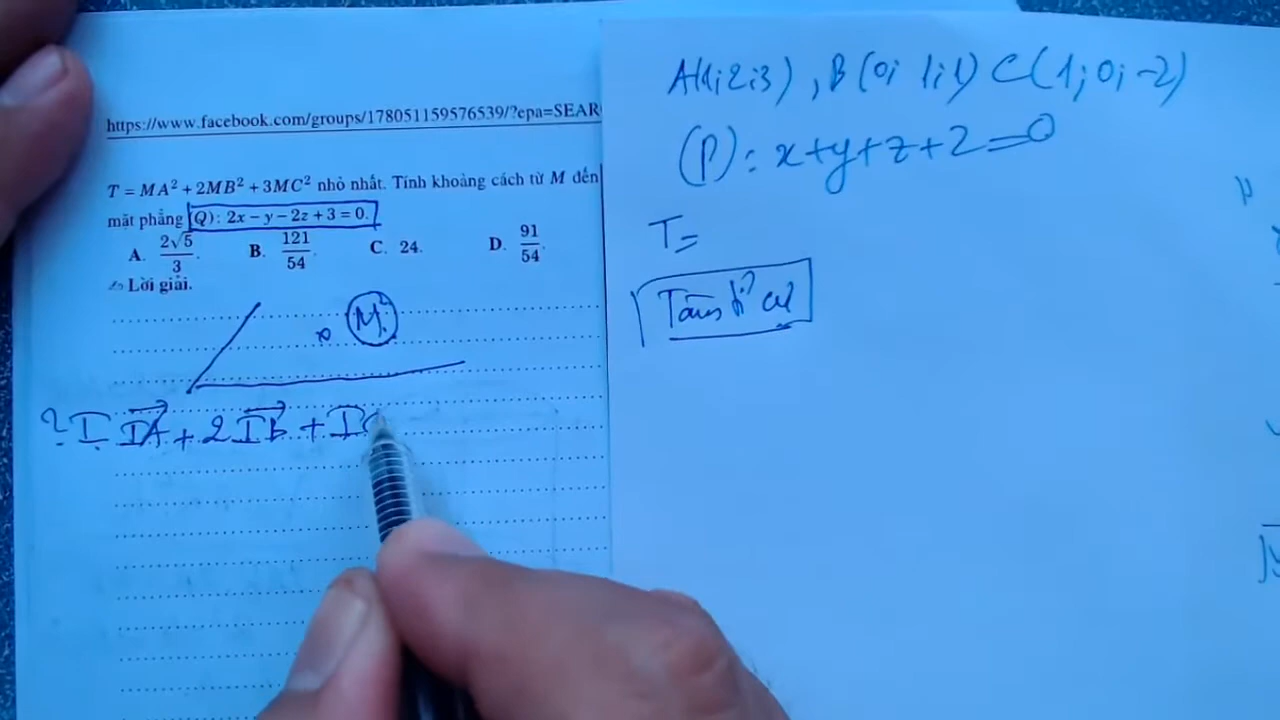 https://www.facebook.com/groups/178051159576539/?epa=SEAR
T = MA² + 2MB² + 3MC² nhỏ nhất. Tính khoảng cách từ M đến
mặt phẳng (Q): 2x − y − 2z + 3 = 0.
A. 2√5/3. B. 121/54. C. 24. D. 91/54.
Lời giải.
M
? I IA + 2IB + I
A(1;2;3), B(0; 1; 1) C(1; 0; -2)
(P): x+y+z+2=0
T=
Tâm tỉ cự